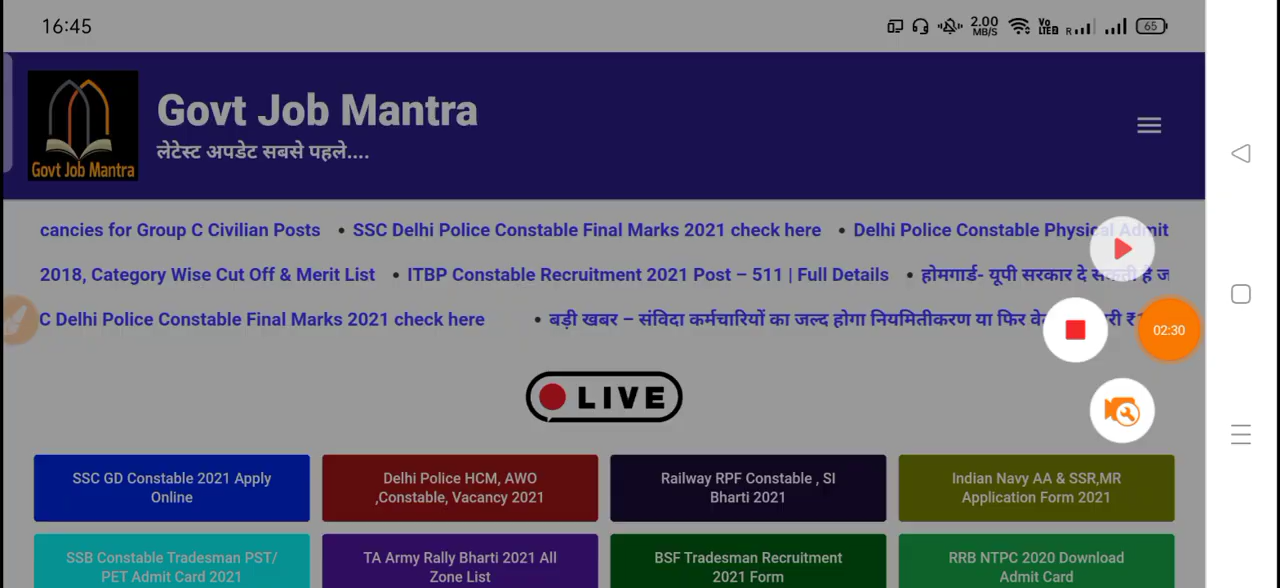 16:45
2.00
MB/S
Vo
LTE
R
65
Govt Job Mantra
Govt Job Mantra
लेटेस्ट अपडेट सबसे पहले....
cancies for Group C Civilian Posts • SSC Delhi Police Constable Final Marks 2021 check here • Delhi Police Constable Physical Admit
2018, Category Wise Cut Off & Merit List • ITBP Constable Recruitment 2021 Post – 511 | Full Details • होमगार्ड- यूपी सरकार दे सकती है
C Delhi Police Constable Final Marks 2021 check here • बड़ी खबर – संविदा कर्मचारियों का जल्द होगा नियमितीकरण या फिर
02:30
LIVE
SSC GD Constable 2021 Apply
Online
Delhi Police HCM, AWO
,Constable, Vacancy 2021
Railway RPF Constable , SI
Bharti 2021
Indian Navy AA & SSR,MR
Application Form 2021
SSB Constable Tradesman PST/
PET Admit Card 2021
TA Army Rally Bharti 2021 All
Zone List
BSF Tradesman Recruitment
2021 Form
RRB NTPC 2020 Download
Admit Card